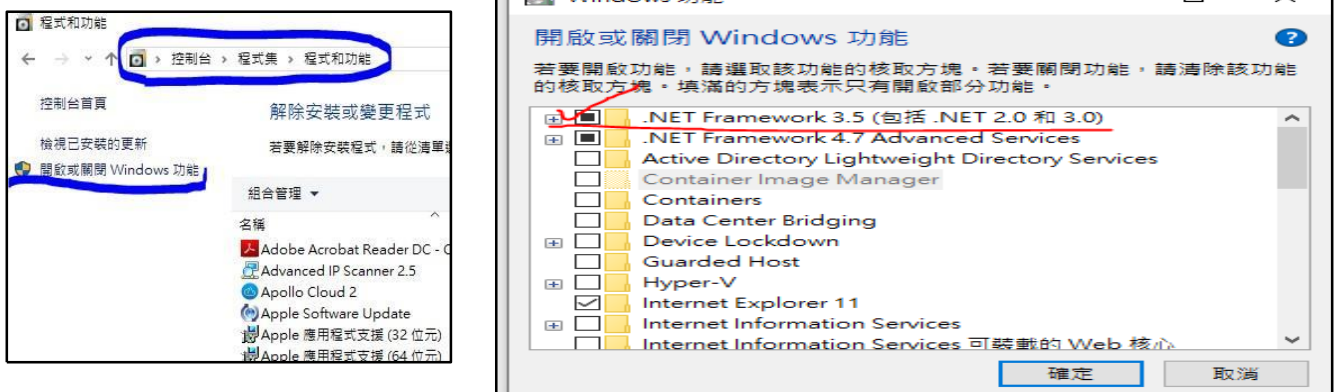 程式和功能
控制台 › 程式集 › 程式和功能
控制台首頁
檢視已安裝的更新
開啟或關閉 Windows 功能
解除安裝或變更程式
若要解除安裝程式，請從清單
組合管理
名稱
Adobe Acrobat Reader DC - C
Advanced IP Scanner 2.5
Apollo Cloud 2
Apple Software Update
Apple 應用程式支援 (32 位元)
Apple 應用程式支援 (64 位元)
Windows 功能
開啟或關閉 Windows 功能
若要開啟功能，請選取該功能的核取方塊。若要關閉功能，請清除該功能
的核取方塊。填滿的方塊表示只有開啟部分功能。
.NET Framework 3.5 (包括 .NET 2.0 和 3.0)
.NET Framework 4.7 Advanced Services
Active Directory Lightweight Directory Services
Container Image Manager
Containers
Data Center Bridging
Device Lockdown
Guarded Host
Hyper-V
Internet Explorer 11
Internet Information Services
Internet Information Services 可裝載的 Web 核心
確定
取消